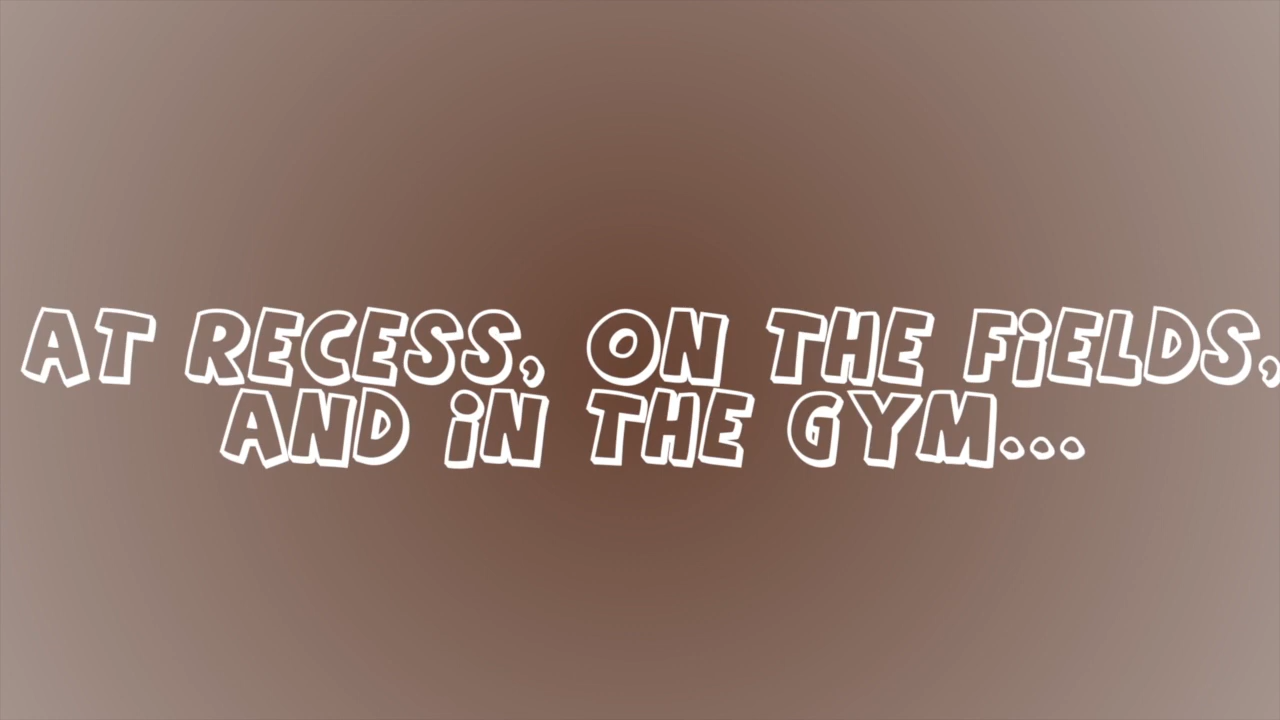 AT RECESS, ON THE FiELDS,
AND iN THE GYM...